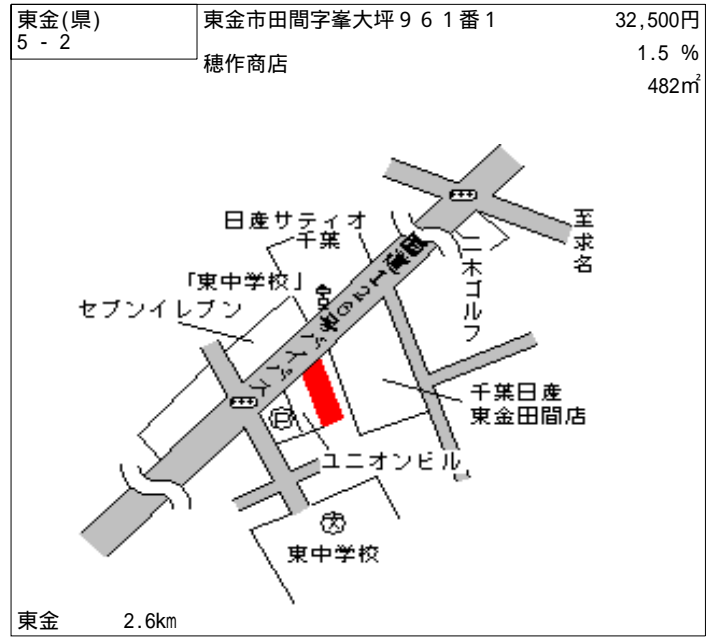 東金(県)
5 - 2
東金市田間字峯大坪９６１番1
32,500円
穂作商店
1.5 %
482㎡
日産サティオ
千葉
至求名
二木ゴルフ
「東中学校」
セブンイレブン
国道126号バイパス
千葉日産
東金田間店
ユニオンビル
東中学校
東金 2.6km